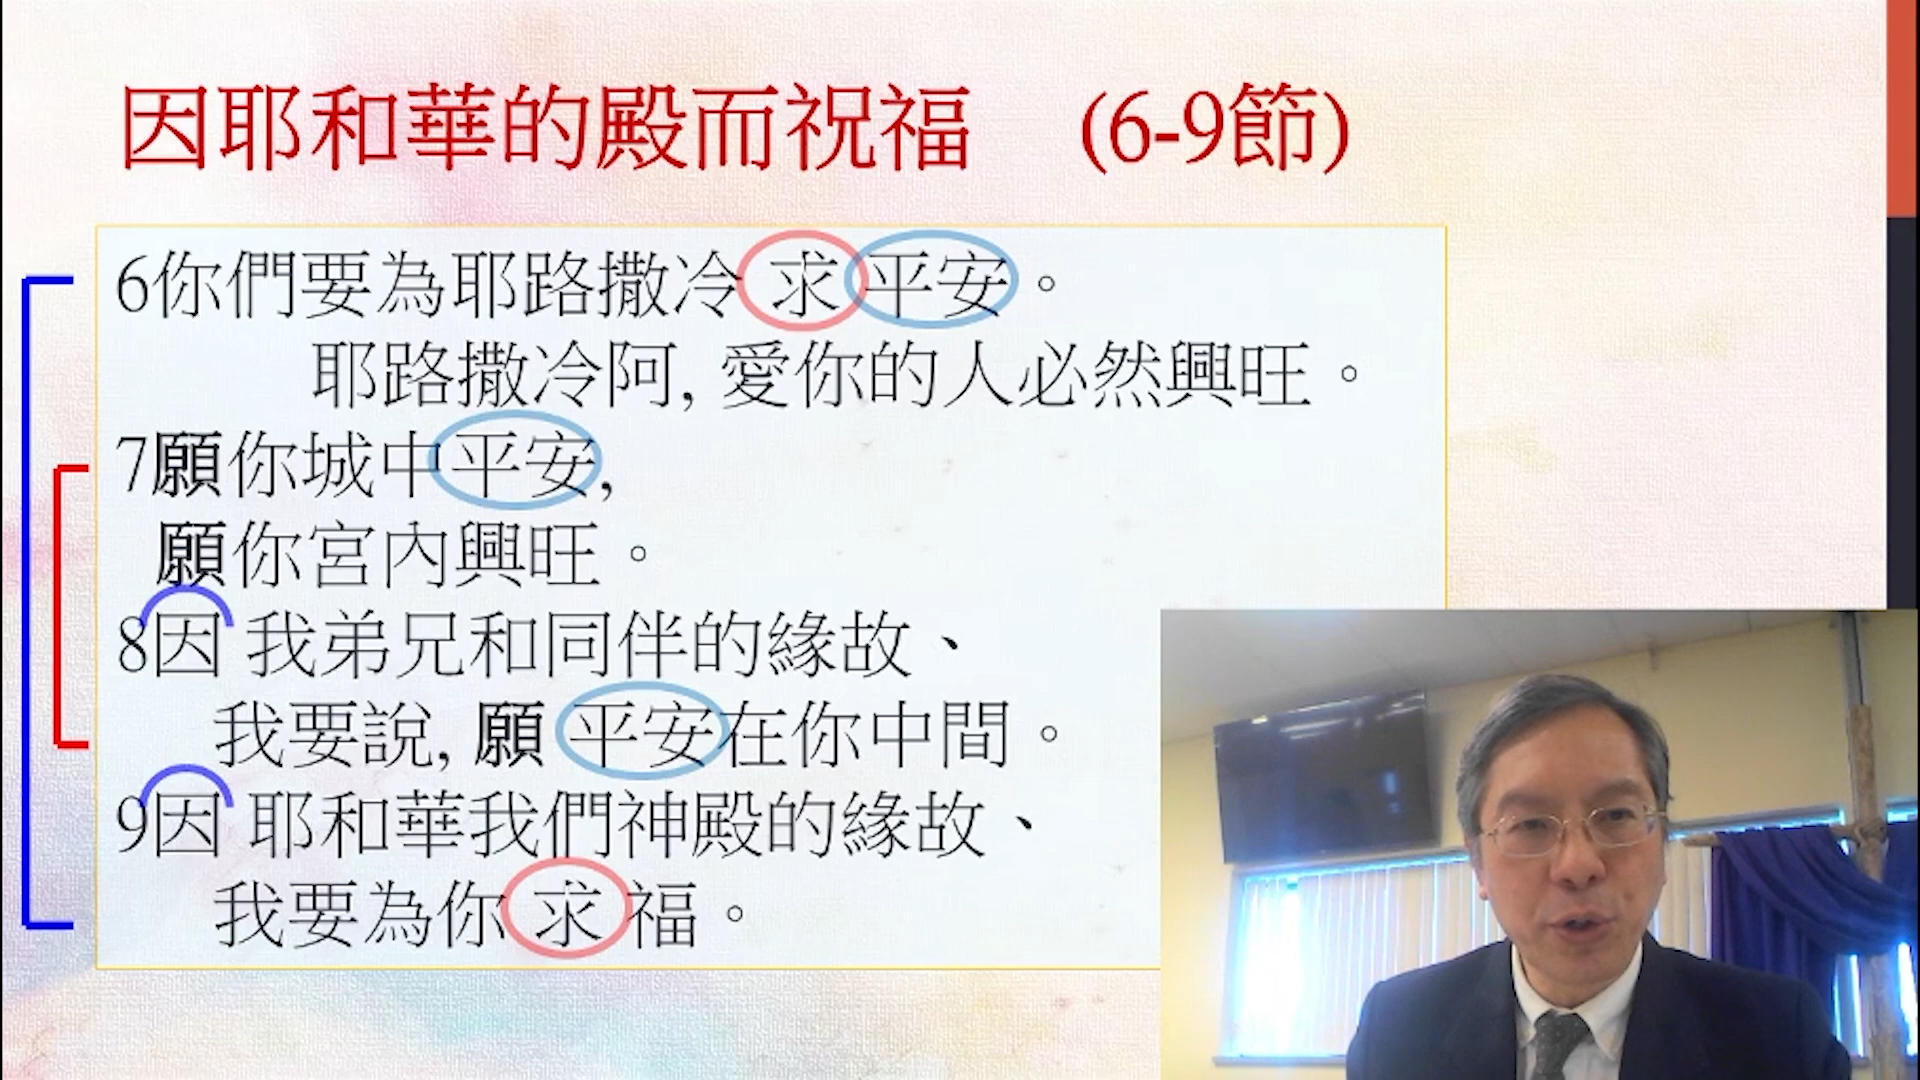 因耶和華的殿而祝福 (6-9節)
6你們要為耶路撒冷 求 平安。
耶路撒冷阿, 愛你的人必然興旺。
7願你城中平安,
願你宮內興旺。
8因 我弟兄和同伴的緣故、
我要說, 願 平安在你中間。
9因 耶和華我們神殿的緣故、
我要為你 求 福。